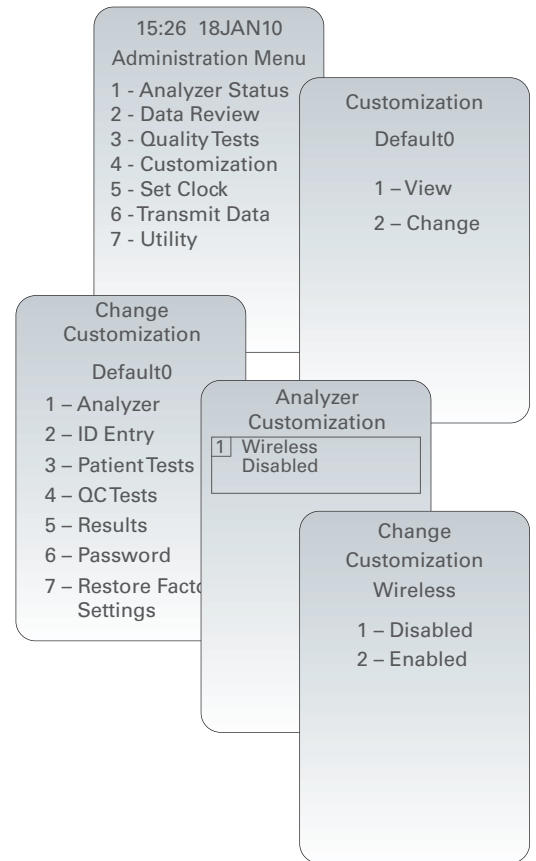 15:26 18JAN10
Administration Menu
1 - Analyzer Status
2 - Data Review
3 - Quality Tests
4 - Customization
5 - Set Clock
6 - Transmit Data
7 - Utility
Customization
Default0
1 – View
2 – Change
Change
Customization
Default0
1 – Analyzer
2 – ID Entry
3 – Patient Tests
4 – QC Tests
5 – Results
6 – Password
7 – Restore
Settings
Analyzer
Customization
1 Wireless
Disabled
Change
Customization
Wireless
1 – Disabled
2 – Enabled